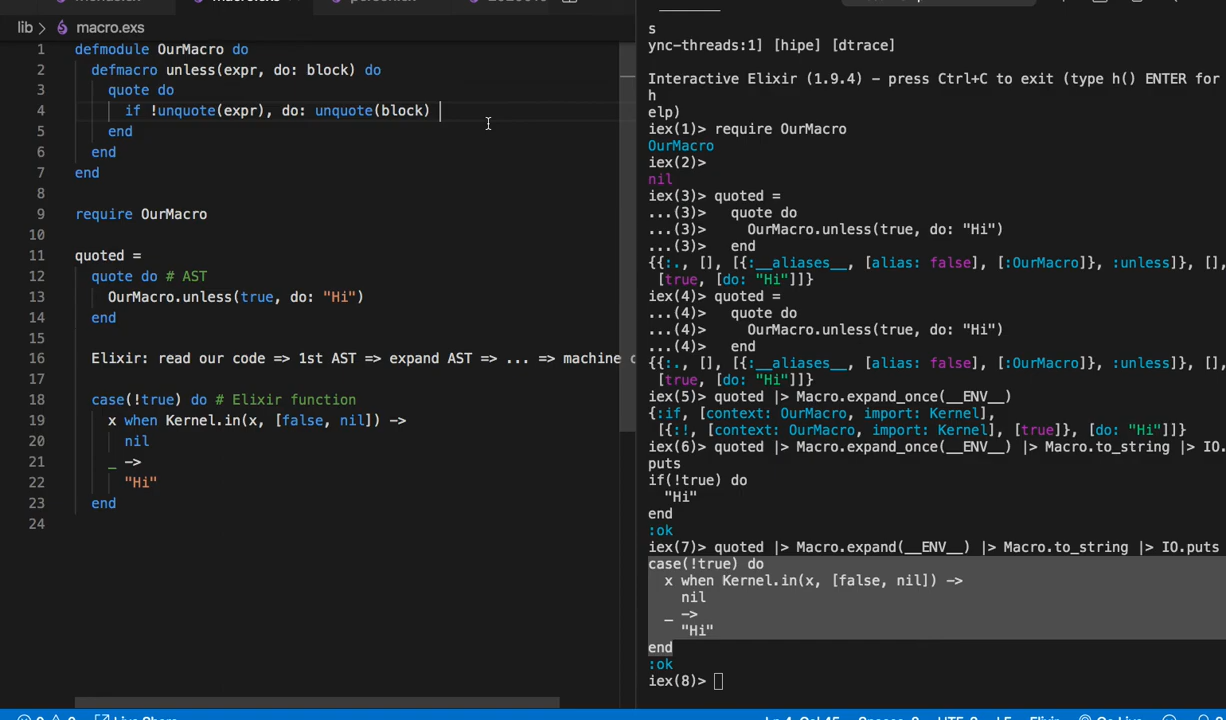 lib > macro.exs
1 defmodule OurMacro do
2 defmacro unless(expr, do: block) do
3 quote do
4 if !unquote(expr), do: unquote(block)
5 end
6 end
7 end
8
9 require OurMacro
10
11 quoted =
12 quote do # AST
13 OurMacro.unless(true, do: "Hi")
14 end
15
16 Elixir: read our code => 1st AST => expand AST => ... => machine c
17
18 case(!true) do # Elixir function
19 x when Kernel.in(x, [false, nil]) ->
20 nil
21 _ ->
22 "Hi"
23 end
24
s
ync-threads:1] [hipe] [dtrace]
Interactive Elixir (1.9.4) – press Ctrl+C to exit (type h() ENTER for
h
elp)
iex(1)> require OurMacro
OurMacro
iex(2)>
nil
iex(3)> quoted =
...(3)> quote do
...(3)> OurMacro.unless(true, do: "Hi")
...(3)> end
{{:., [], [{:__aliases__, [alias: false], [:OurMacro]}, :unless]}, [],
[true, [do: "Hi"]]}
iex(4)> quoted =
...(4)> quote do
...(4)> OurMacro.unless(true, do: "Hi")
...(4)> end
{{:., [], [{:__aliases__, [alias: false], [:OurMacro]}, :unless]}, [],
[true, [do: "Hi"]]}
iex(5)> quoted |> Macro.expand_once(__ENV__)
{:if, [context: OurMacro, import: Kernel],
[{:!, [context: OurMacro, import: Kernel], [true]}, [do: "Hi"]]}
iex(6)> quoted |> Macro.expand_once(__ENV__) |> Macro.to_string |> IO.
puts
if(!true) do
"Hi"
end
:ok
iex(7)> quoted |> Macro.expand(__ENV__) |> Macro.to_string |> IO.puts
case(!true) do
x when Kernel.in(x, [false, nil]) ->
nil
_ ->
"Hi"
end
:ok
iex(8)>